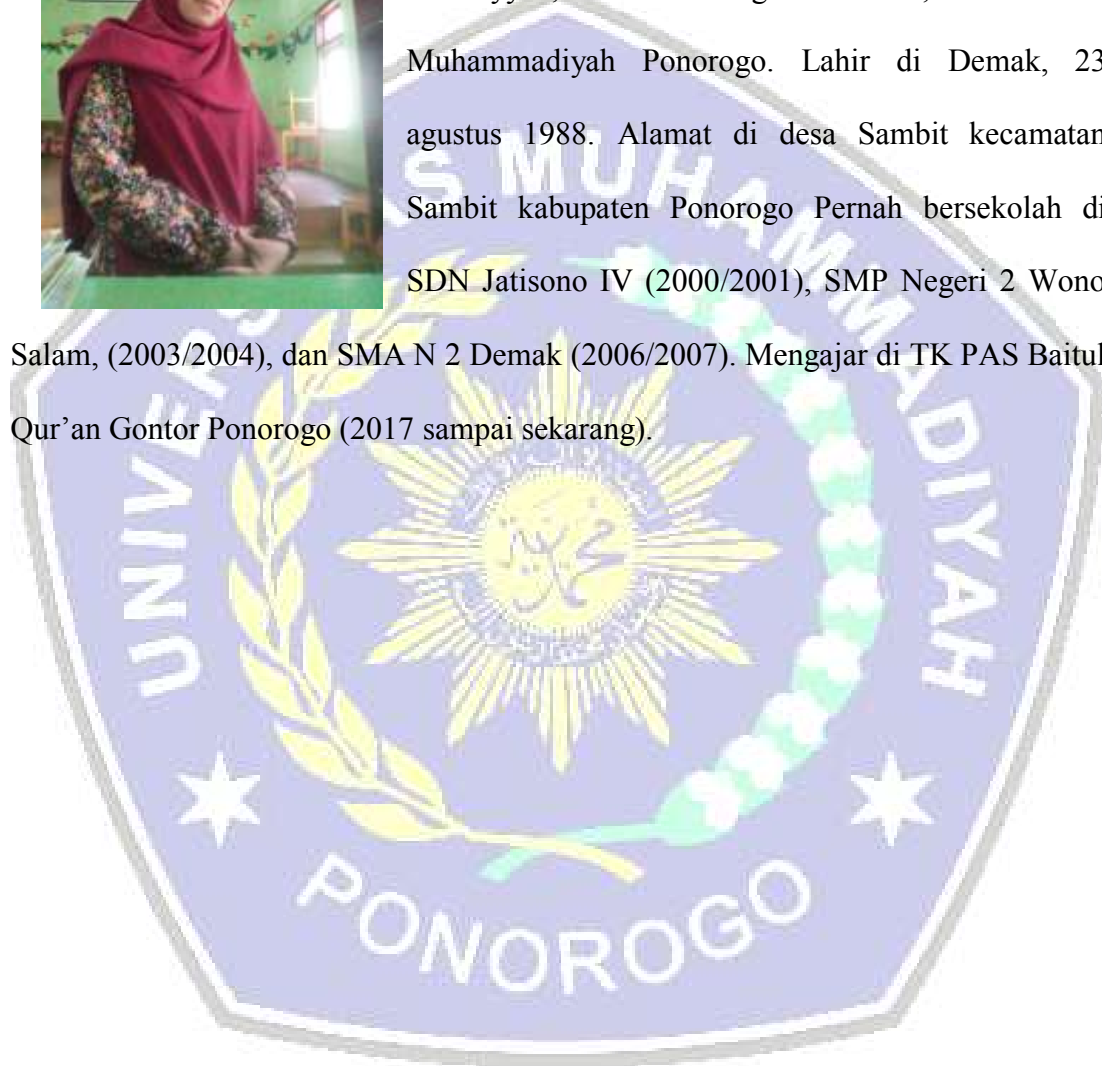 Muhammadiyah Ponorogo. Lahir di Demak, 23
agustus 1988. Alamat di desa Sambit kecamatan
Sambit kabupaten Ponorogo Pernah bersekolah di
SDN Jatisono IV (2000/2001), SMP Negeri 2 Wono
Salam, (2003/2004), dan SMA N 2 Demak (2006/2007). Mengajar di TK PAS Baitul
Qur’an Gontor Ponorogo (2017 sampai sekarang).
UNIVERS S MUHAMMADIYAH
PONOROGO